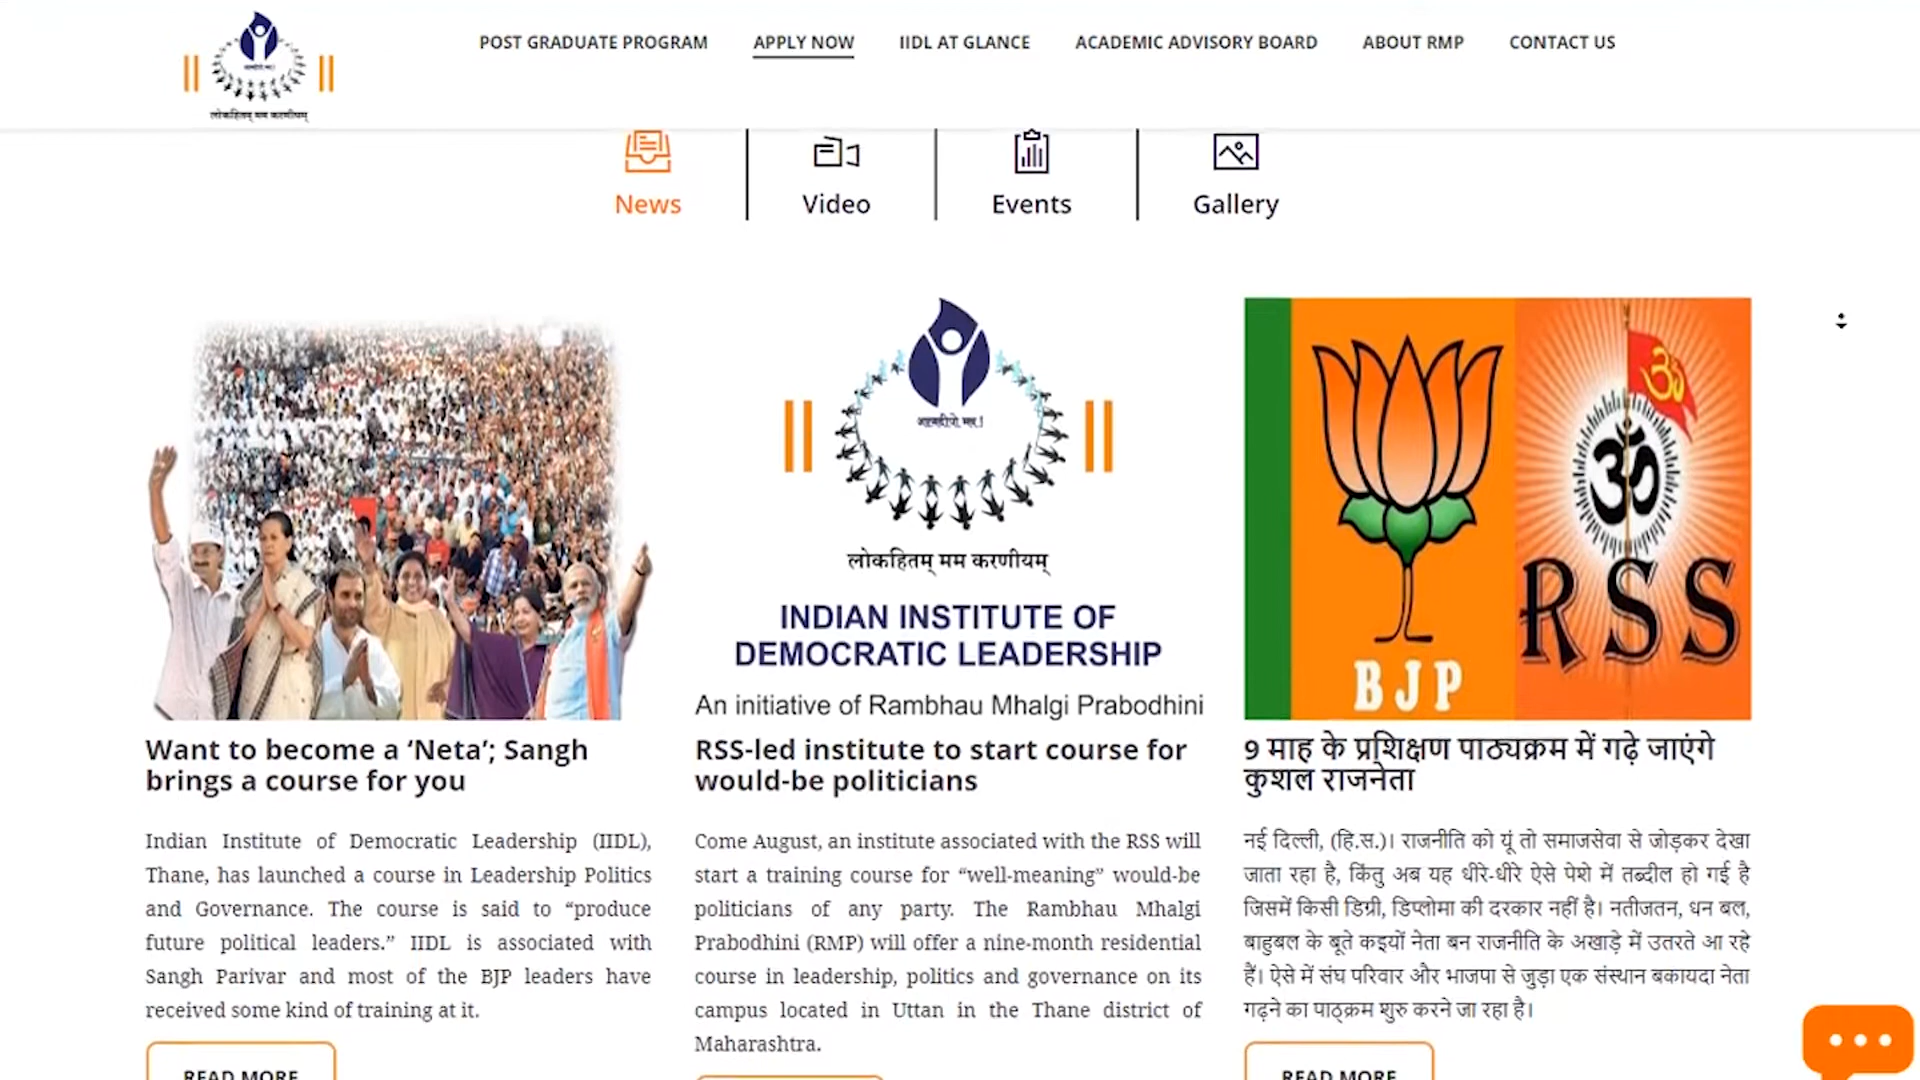 लोकहितम् मम करणीयम्
POST GRADUATE PROGRAM
APPLY NOW
IIDL AT GLANCE
ACADEMIC ADVISORY BOARD
ABOUT RMP
CONTACT US
News
Video
Events
Gallery
लोकहितम् मम करणीयम्
INDIAN INSTITUTE OF
DEMOCRATIC LEADERSHIP
An initiative of Rambhau Mhalgi Prabodhini
ॐ
ॐ
BJP
RSS
Want to become a ‘Neta’; Sangh
brings a course for you
Indian Institute of Democratic Leadership (IIDL),
Thane, has launched a course in Leadership Politics
and Governance. The course is said to “produce
future political leaders.” IIDL is associated with
Sangh Parivar and most of the BJP leaders have
received some kind of training at it.
READ MORE
RSS-led institute to start course for
would-be politicians
Come August, an institute associated with the RSS will
start a training course for “well-meaning” would-be
politicians of any party. The Rambhau Mhalgi
Prabodhini (RMP) will offer a nine-month residential
course in leadership, politics and governance on its
campus located in Uttan in the Thane district of
Maharashtra.
9 माह के प्रशिक्षण पाठ्यक्रम में गढ़े जाएंगे
कुशल राजनेता
नई दिल्ली, (हि.स.)। राजनीति को यूं तो समाजसेवा से जोड़कर देखा
जाता रहा है, किंतु अब यह धीरे-धीरे ऐसे पेशे में तब्दील हो गई है
जिसमें किसी डिग्री, डिप्लोमा की दरकार नहीं है। नतीजतन, धन बल,
बाहुबल के बूते कइयों नेता बन राजनीति के अखाड़े में उतरते आ रहे
हैं। ऐसे में संघ परिवार और भाजपा से जुड़ा एक संस्थान बकायदा नेता
गढ़ने का पाठ्क्रम शुरु करने जा रहा है।
READ MORE